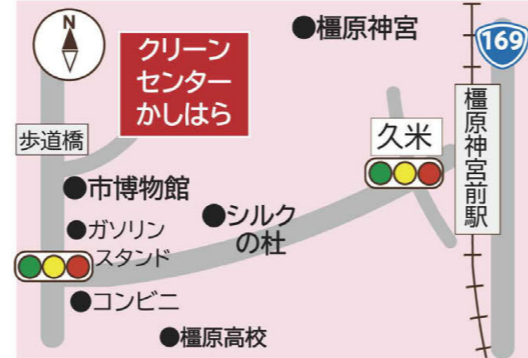 N
クリーン
センター
かしはら
橿原神宮
169
歩道橋
久米
橿原神宮前駅
市博物館
シルク
の杜
ガソリン
スタンド
コンビニ
橿原高校